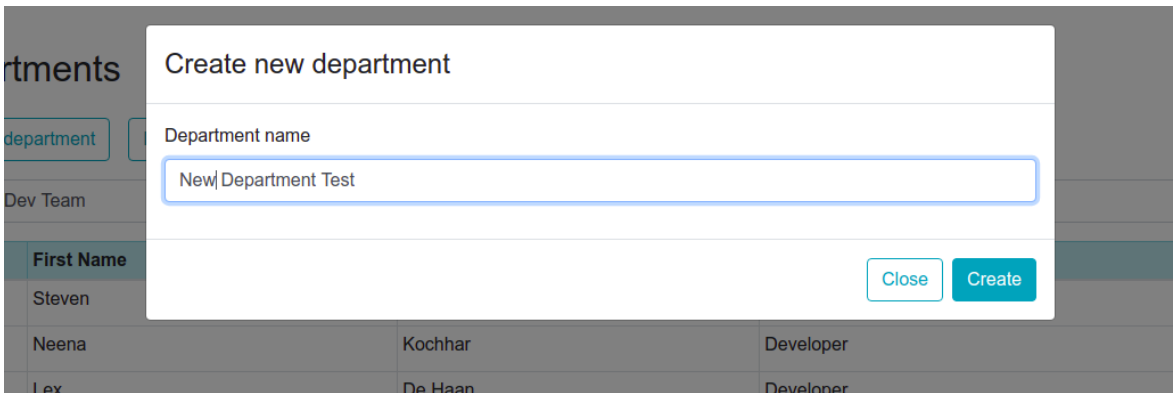 rtments
Create new department
department
Department name
New Department Test
Dev Team
First Name
Close
Create
Steven
Neena
Kochhar
Developer
Lex
De Haan
Developer